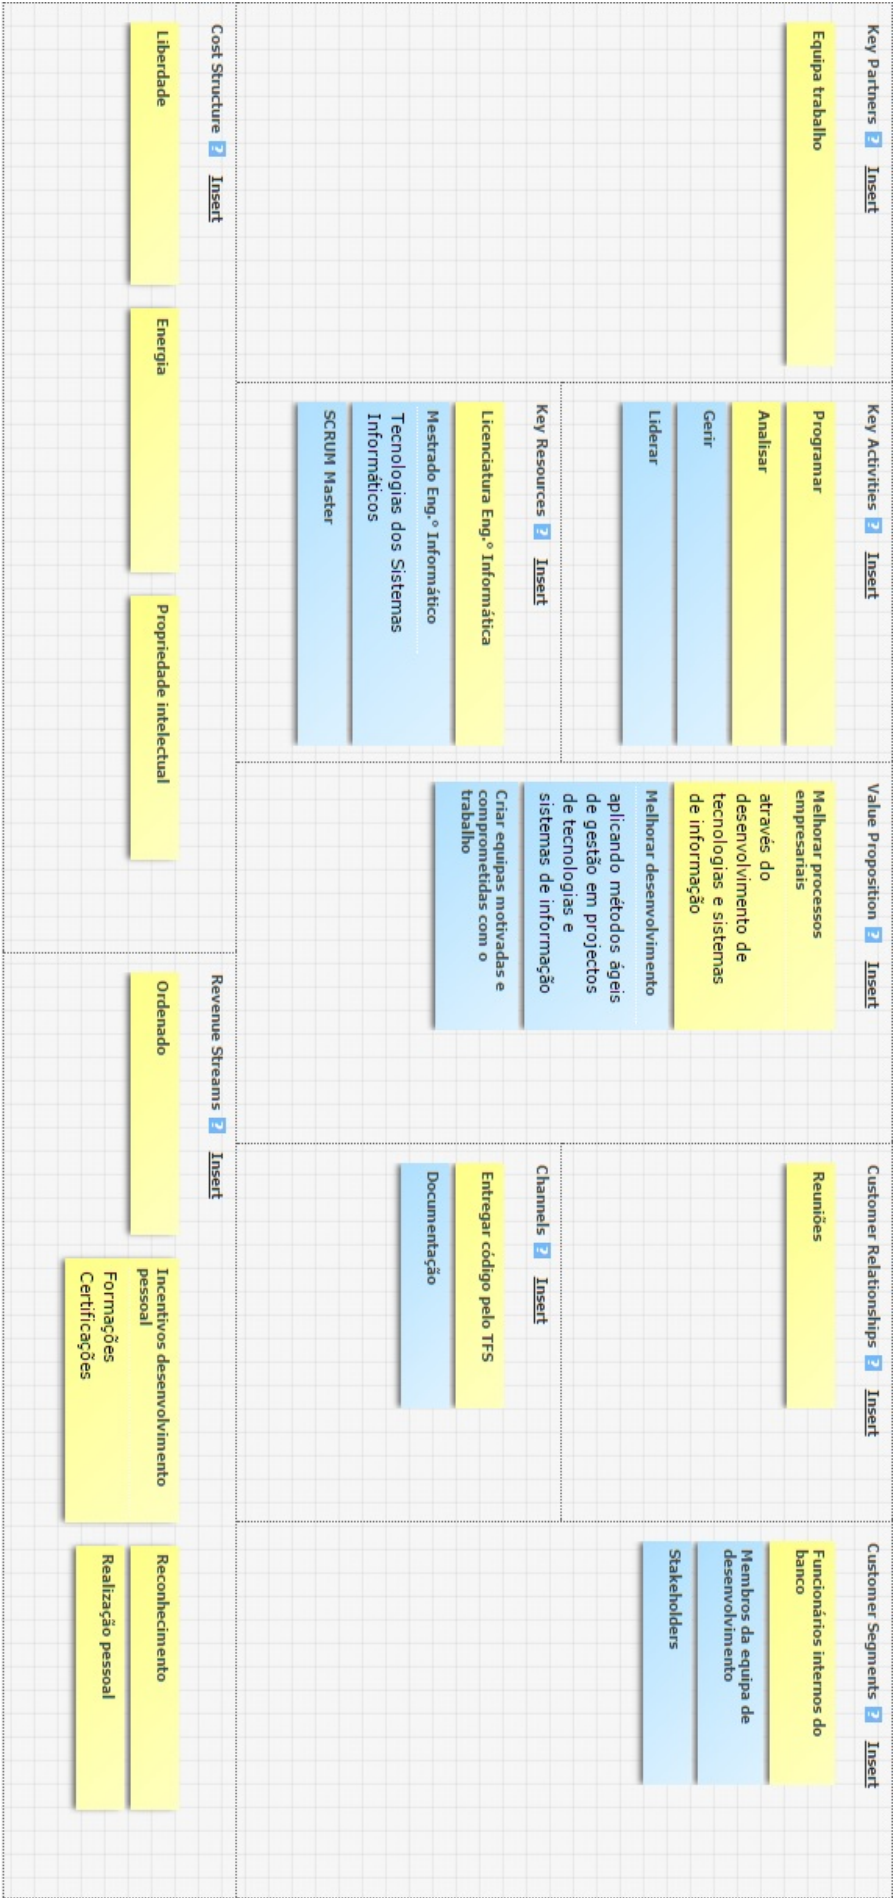 Key Partners ? Insert
Equipa trabalho
Key Activities ? Insert
Programar
Analisar
Gerir
Liderar
Key Resources ? Insert
Licenciatura Eng.º Informática
Mestrado Eng.º Informático
Tecnologias dos Sistemas
Informáticos
SCRUM Master
Value Proposition ? Insert
Melhorar processos
empresariais
através do
desenvolvimento de
tecnologias e sistemas
de informação
Melhorar desenvolvimento
aplicando métodos ágeis
de gestão em projectos
de tecnologias e
sistemas de informação
Criar equipas motivadas e
comprometidas com o
trabalho
Customer Relationships ? Insert
Reuniões
Channels ? Insert
Entregar código pelo TFS
Documentação
Customer Segments ? Insert
Funcionários internos do
banco
Membros da equipa de
desenvolvimento
Stakeholders
Cost Structure ? Insert
Liberdade
Energia
Propriedade intelectual
Revenue Streams ? Insert
Ordenado
Incentivos desenvolvimento
pessoal
Formações
Certificações
Reconhecimento
Realização pessoal